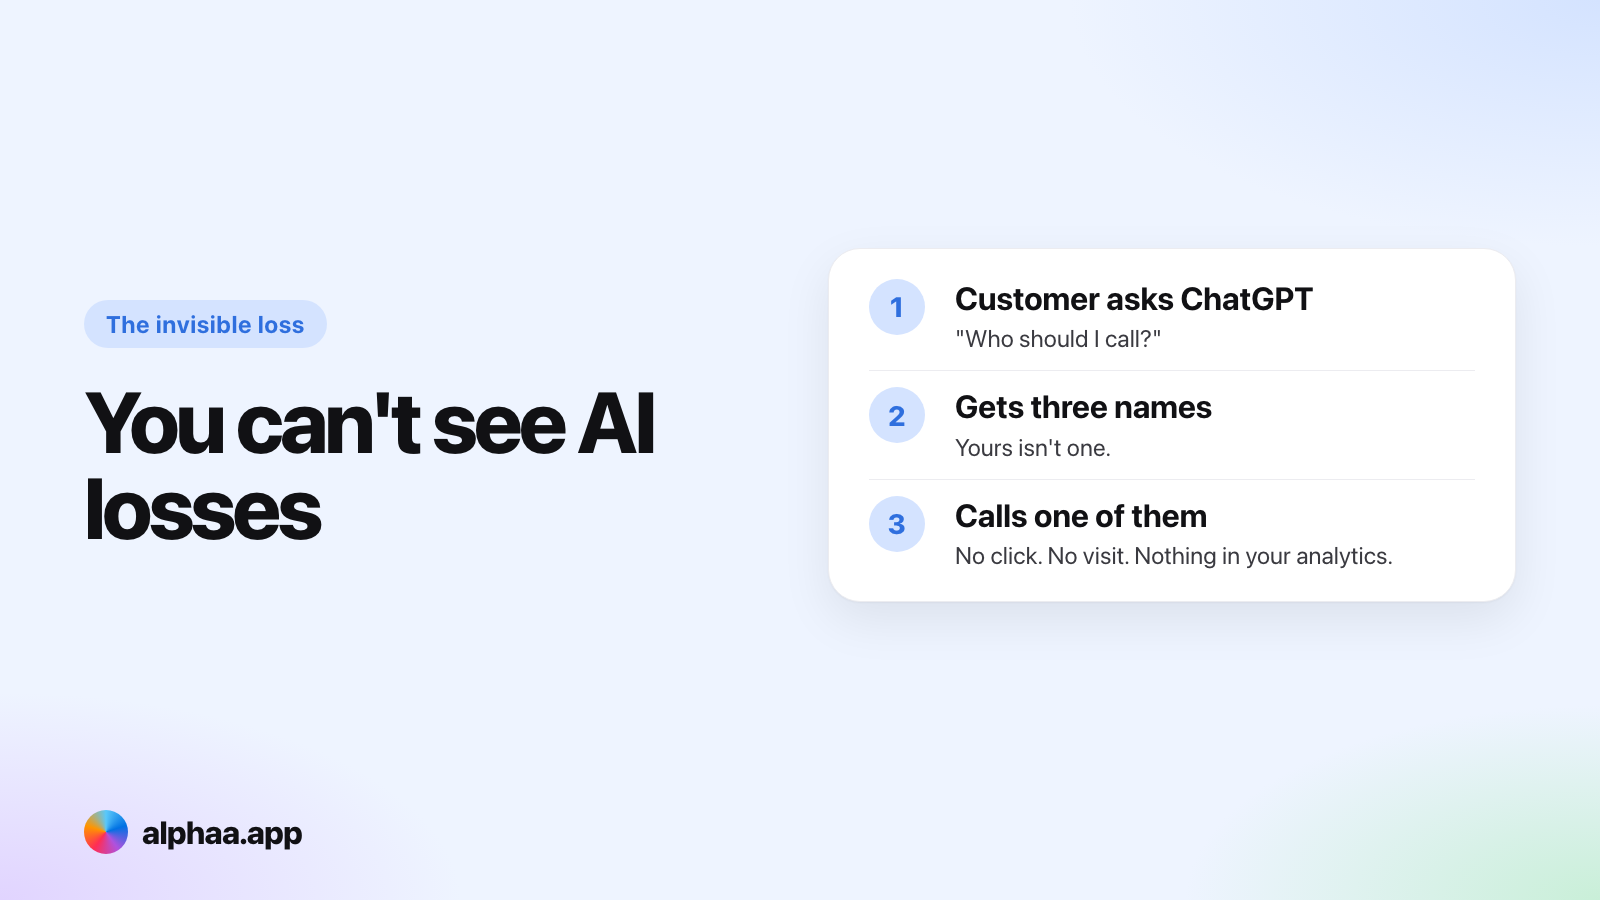 The invisible loss
You can't see AI
losses
1
Customer asks ChatGPT
"Who should I call?"
2
Gets three names
Yours isn't one.
3
Calls one of them
No click. No visit. Nothing in your analytics.
alphaa.app